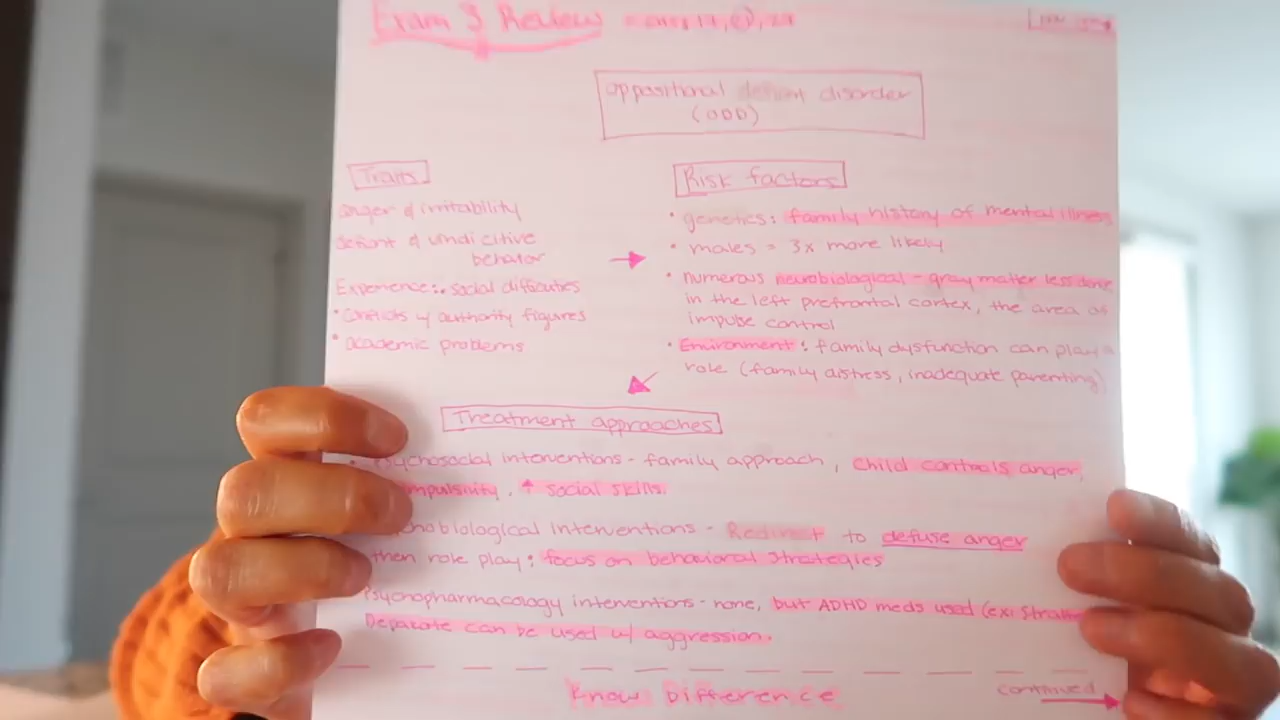 Exam 3 Review
oppositional defiant disorder
(ODD)
Traits
anger & irritability
defiant & vindicitive
behavior
Experience: social difficulties
• conflicts w/ authority figures
• academic problems
Risk factors
• genetics: family history of mental illness
• males = 3x more likely
• numerous neurobiological - gray matter less dense
in the left prefrontal cortex, the area of
impulse control
• Environment: family dysfunction can play a
role (family distress, inadequate parenting)
Treatment approaches
• Psychosocial interventions - family approach, child controls anger,
impulsivity, ↑ social skills.
hobiological interventions - Redirect to defuse anger
then role play; focus on behavioral strategies
Psychopharmacology interventions - none, but ADHD meds used (ex: Stratt
Depakote can be used w/ aggression.
Know Difference
continued